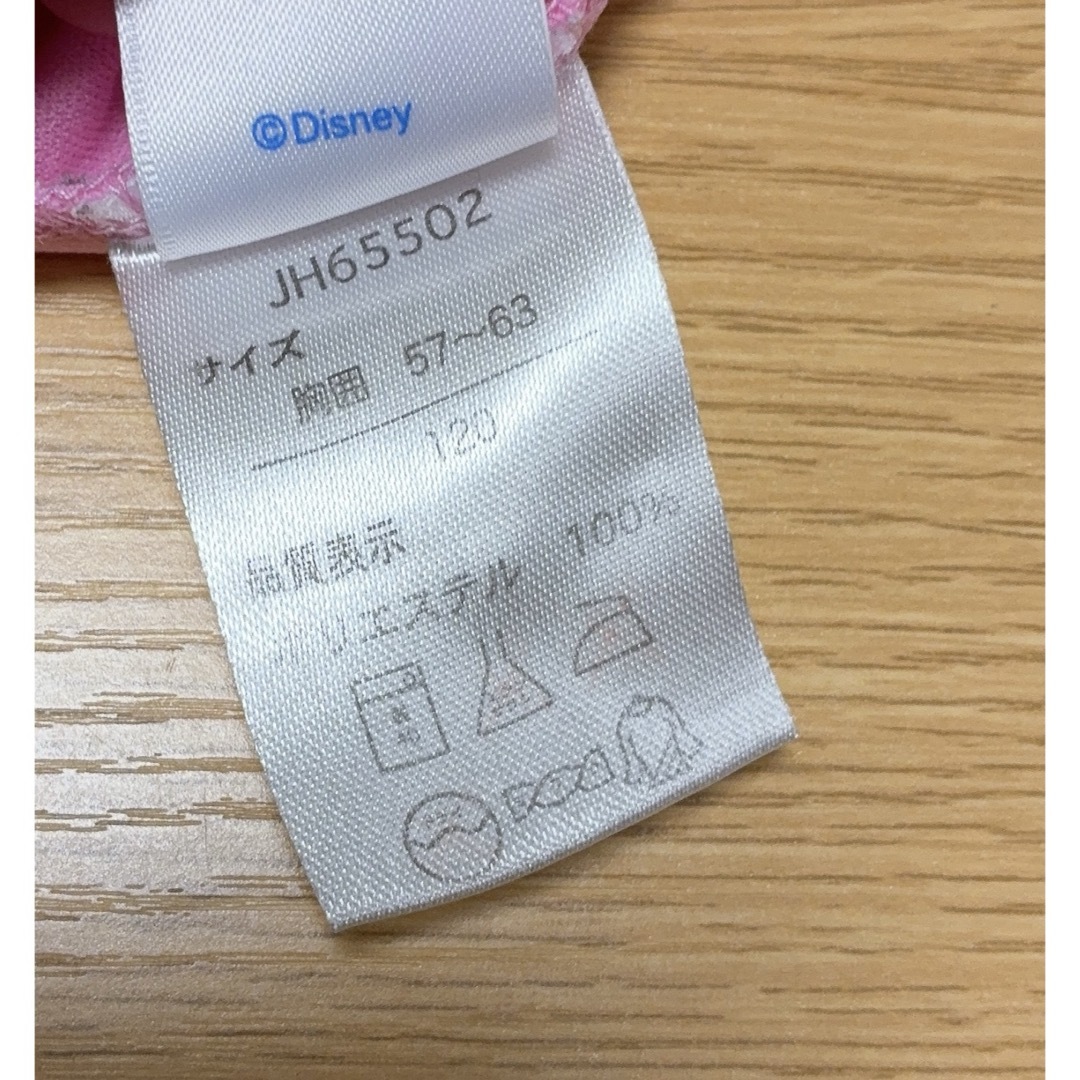 ©Disney
JH65502
サイズ
胸囲 57〜63
120
品質表示
ポリエステル 100%